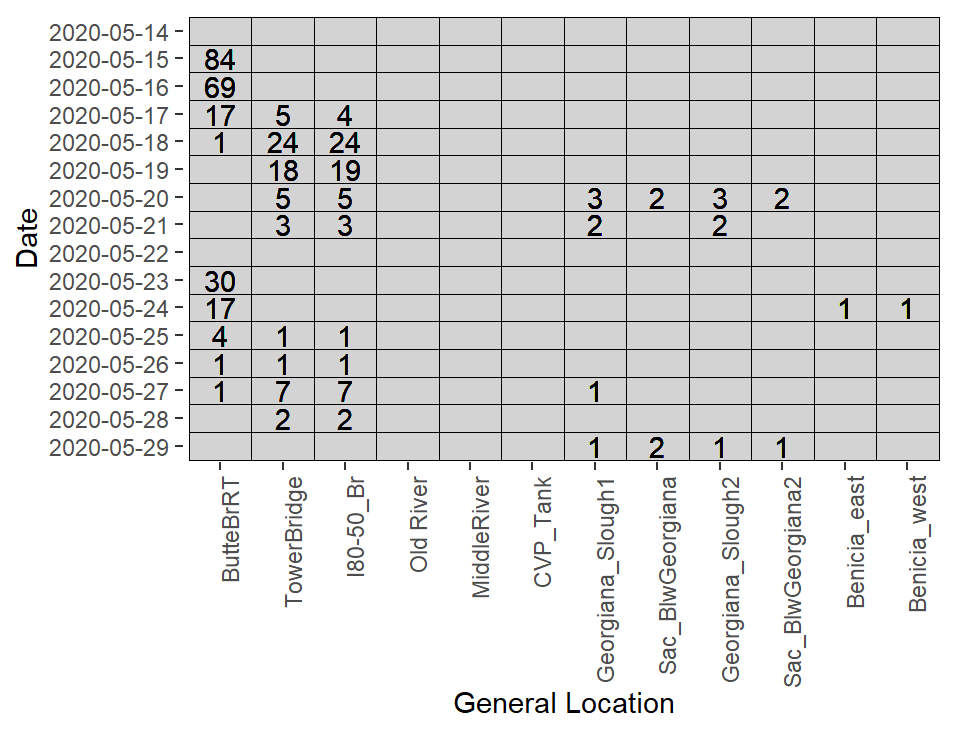 2020-05-14
2020-05-15 84
2020-05-16 69
2020-05-17 17 5 4
2020-05-18 1 24 24
2020-05-19 18 19
2020-05-20 5 5 3 2 3 2
2020-05-21 3 3 2 2
2020-05-22
2020-05-23 30
2020-05-24 17 1 1
2020-05-25 4 1 1
2020-05-26 1 1 1
2020-05-27 1 7 7 1
2020-05-28 2 2
2020-05-29 1 2 1 1
Date
ButteBrRT
TowerBridge
I80-50_Br
Old River
MiddleRiver
CVP_Tank
Georgiana_Slough1
Sac_BlwGeorgiana
Georgiana_Slough2
Sac_BlwGeorgiana2
Benicia_east
Benicia_west
General Location